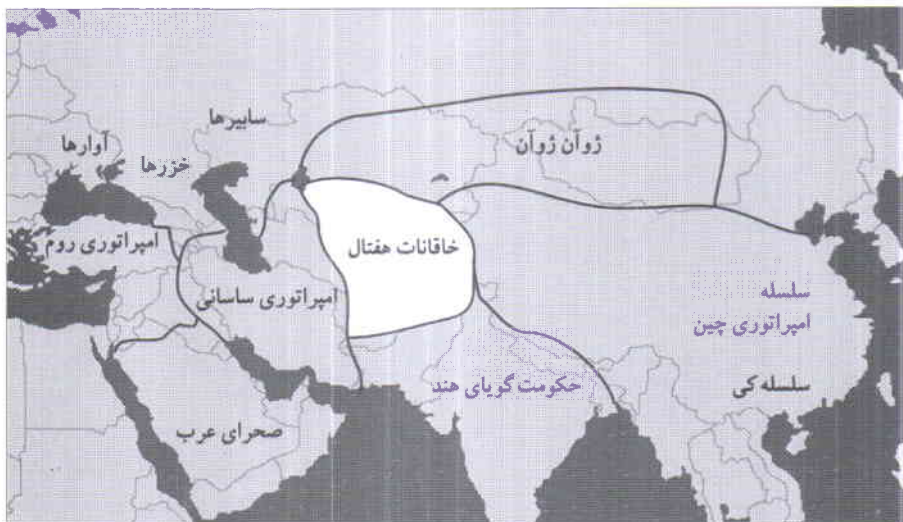 سابیرها
آوارها
خزرها
ژوآن ژوآن
امپراتوری روم
خاقانات هفتال
امپراتوری ساسانی
سلسله
امپراتوری چین
حکومت گوپای هند
سلسله کی
صحرای عرب